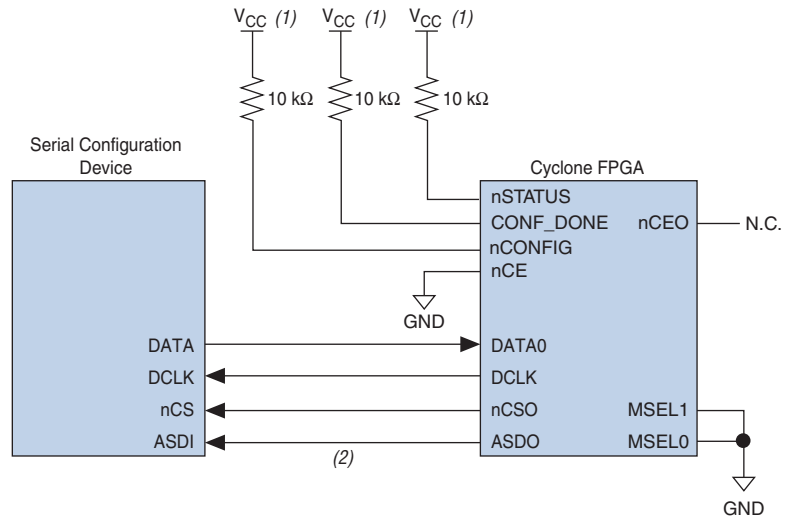 VCC (1) VCC (1) VCC (1)
10 kΩ 10 kΩ 10 kΩ
Serial Configuration
Device
Cyclone FPGA
nSTATUS
CONF_DONE nCEO N.C.
nCONFIG
nCE
GND
DATA DATA0
DCLK DCLK
nCS nCSO MSEL1
ASDI ASDO MSEL0
(2)
GND